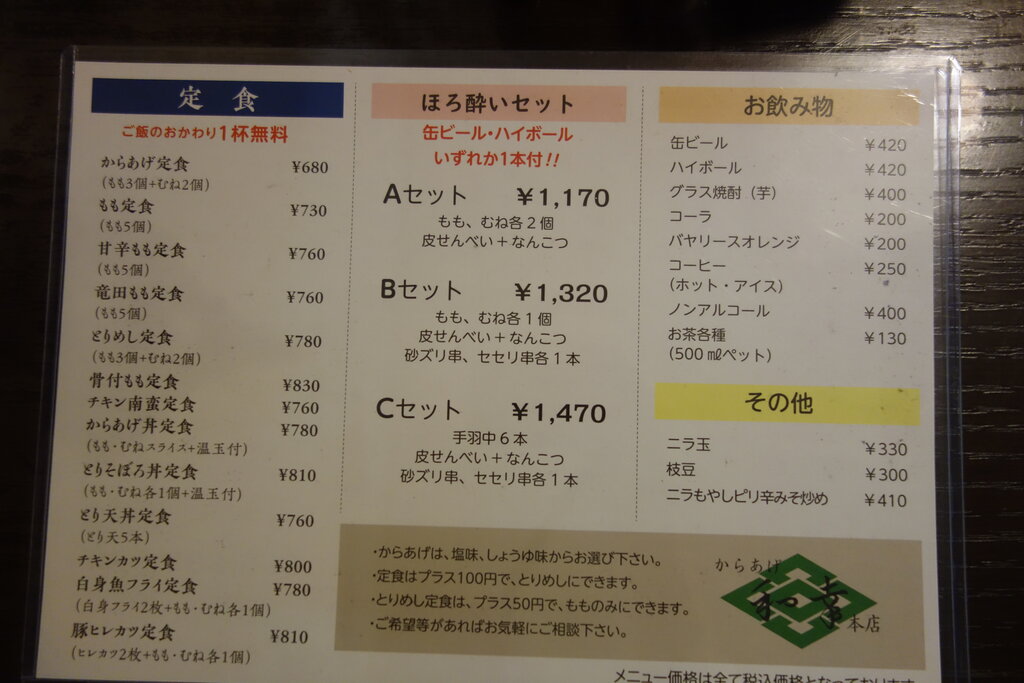 定食
ご飯のおかわり1杯無料
からあげ定食 ¥680
(もも3個+むね2個)
もも定食 ¥730
(もも5個)
甘辛もも定食 ¥760
(もも5個)
竜田もも定食 ¥760
(もも5個)
とりめし定食 ¥780
(もも3個+むね2個)
骨付もも定食 ¥830
チキン南蛮定食 ¥760
からあげ丼定食 ¥780
(もも・むねスライス+温玉付)
とりそぼろ丼定食 ¥810
(もも・むね各1個+温玉付)
とり天丼定食 ¥760
(とり天5本)
チキンカツ定食 ¥800
白身魚フライ定食 ¥780
(白身フライ2枚+もも・むね各1個)
豚ヒレカツ定食 ¥810
(ヒレカツ2枚+もも・むね各1個)
ほろ酔いセット
缶ビール・ハイボール
いずれか1本付!!
Aセット ¥1,170
もも、むね各2個
皮せんべい+なんこつ
Bセット ¥1,320
もも、むね各1個
皮せんべい+なんこつ
砂ズリ串、セセリ串各1本
Cセット ¥1,470
手羽中6本
皮せんべい+なんこつ
砂ズリ串、セセリ串各1本
お飲み物
缶ビール ¥420
ハイボール ¥420
グラス焼酎(芋) ¥400
コーラ ¥200
バヤリースオレンジ ¥200
コーヒー ¥250
(ホット・アイス)
ノンアルコール ¥400
お茶各種 ¥130
(500㎖ペット)
その他
ニラ玉 ¥330
枝豆 ¥300
ニラもやしピリ辛みそ炒め ¥410
・からあげは、塩味、しょうゆ味からお選び下さい。
・定食はプラス100円で、とりめしにできます。
・とりめし定食は、プラス50円で、もものみにできます。
・ご希望等があればお気軽にご相談下さい。
からあげ
本店
メニュー価格は全て税込価格となっております